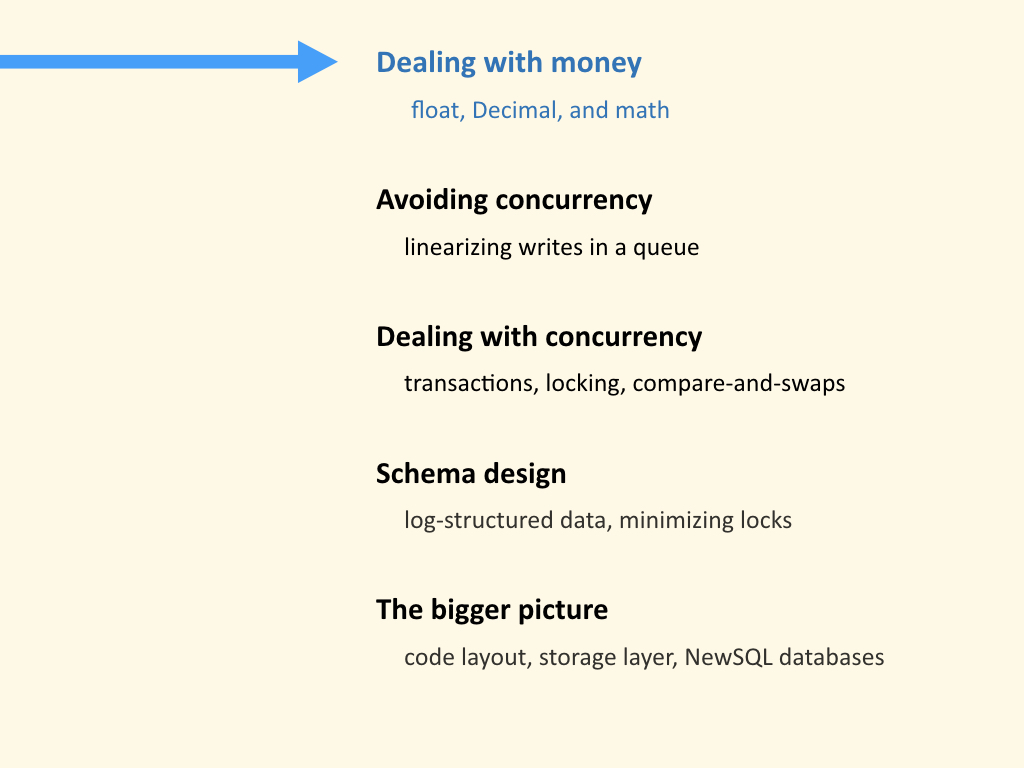 Dealing with money
float, Decimal, and math
Avoiding concurrency
linearizing writes in a queue
Dealing with concurrency
transactions, locking, compare-and-swaps
Schema design
log-structured data, minimizing locks
The bigger picture
code layout, storage layer, NewSQL databases